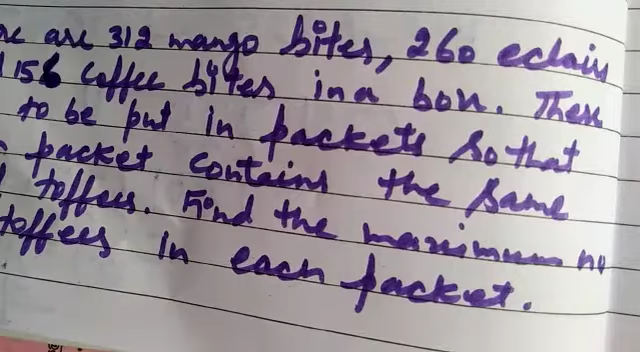 are 312 mango bites, 260 eclairs
156 Coffee bites in a box. These
to be put in packets so that
packet contains the same
toffees. Find the maximum no
toffees in each packet.